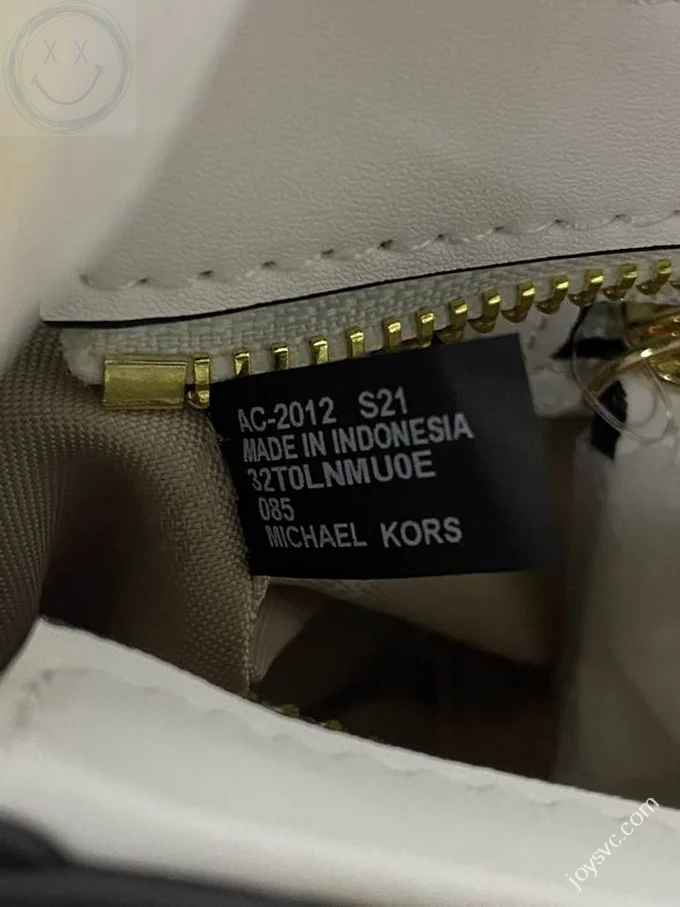 AC-2012 S21
MADE IN INDONESIA
32T0LNMU0E
085
MICHAEL KORS
joysvc.com